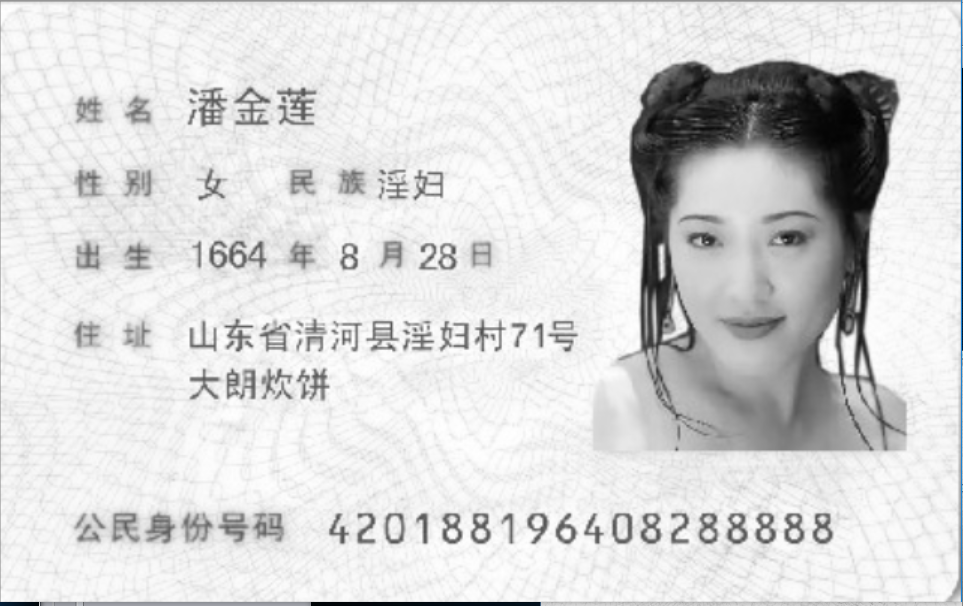 姓名 潘金莲
性别 女 民族 淫妇
出生 1664 年 8 月 28 日
住址 山东省清河县淫妇村71号
大朗炊饼
公民身份号码 420188196408288888